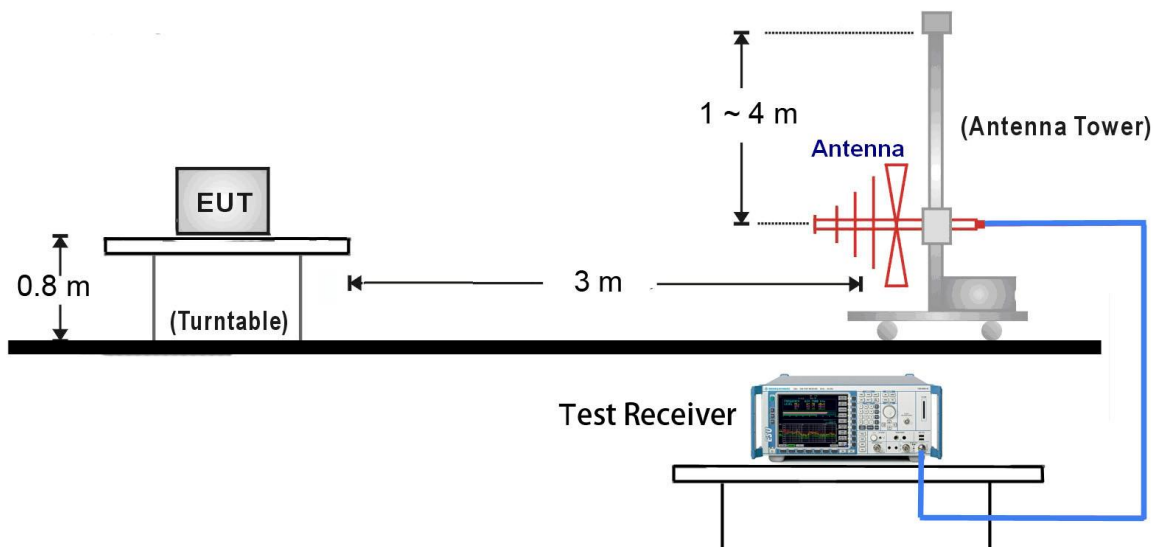 1 ~ 4 m
(Antenna Tower)
Antenna
EUT
0.8 m
3 m
(Turntable)
Test Receiver